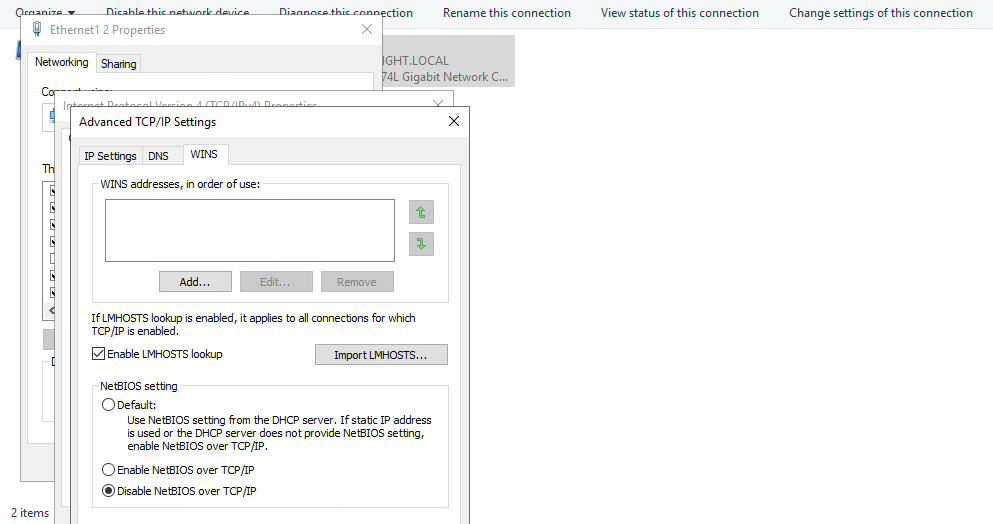 Organize Disable this network device Diagnose this connection Rename this connection View status of this connection Change settings of this connection
Ethernet1 2 Properties
IGHT.LOCAL
Networking Sharing
74L Gigabit Network C...
Connect using:
Internet Protocol Version 4 (TCP/IPv4) Properties
Advanced TCP/IP Settings
IP Settings DNS WINS
Th
WINS addresses, in order of use:
Add... Edit... Remove
If LMHOSTS lookup is enabled, it applies to all connections for which
TCP/IP is enabled.
Enable LMHOSTS lookup Import LMHOSTS...
NetBIOS setting
Default:
Use NetBIOS setting from the DHCP server. If static IP address
is used or the DHCP server does not provide NetBIOS setting,
enable NetBIOS over TCP/IP.
Enable NetBIOS over TCP/IP
Disable NetBIOS over TCP/IP
2 items